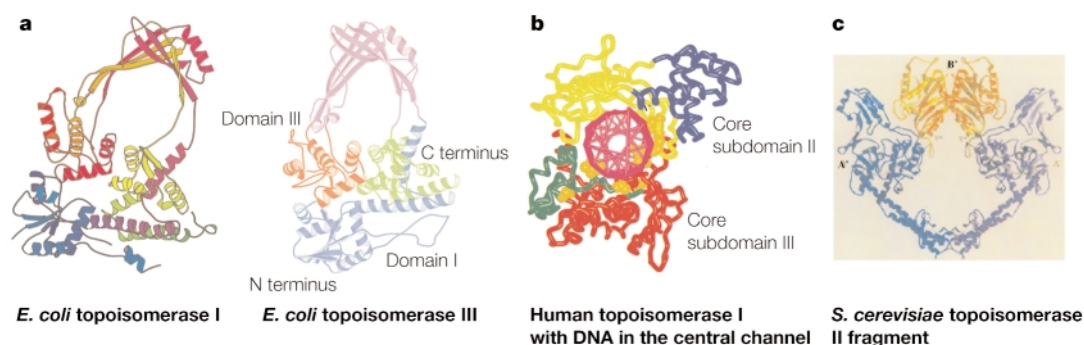 a
b
c
B'
Domain III
C terminus
Core
subdomain II
A'
Core
subdomain III
Domain I
N terminus
E. coli topoisomerase I
E. coli topoisomerase III
Human topoisomerase I
with DNA in the central channel
S. cerevisiae topoisomerase
II fragment